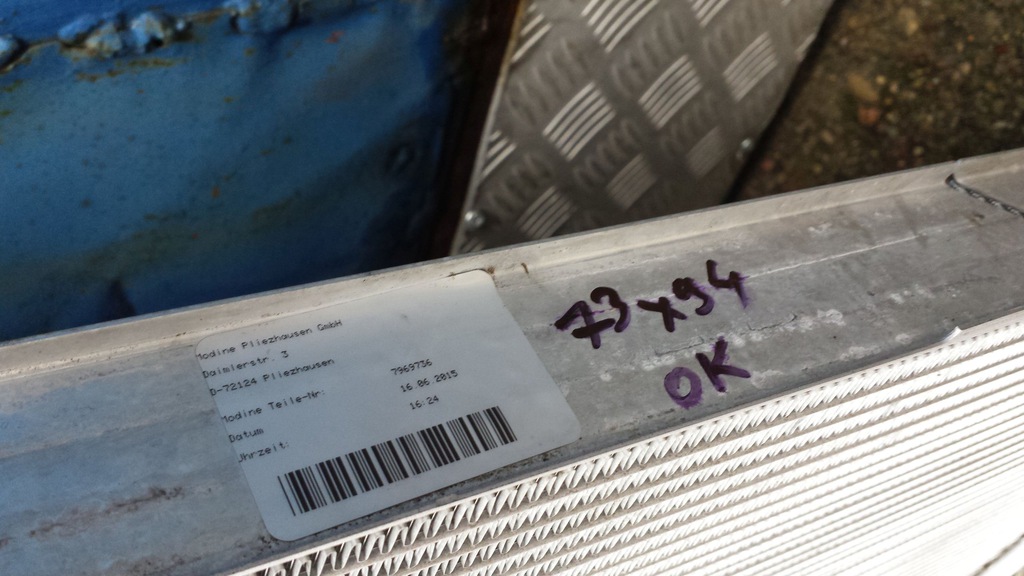 Modine Pliezhausen GmbH
Daimlerstr. 3
D-72124 Pliezhausen
Modine Teile-Nr: 7969736
Datum 16.06.2015
Uhrzeit: 16:24
73x94
OK